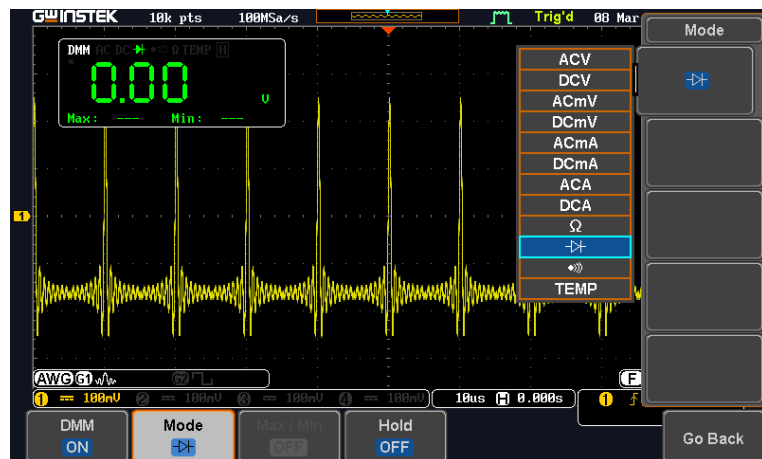 GWINSTEK 10k pts 100MSa/s Trig'd 08 Mar
Mode
DMM AC DC Ω TEMP H
0.00 V
Max: --- Min: ---
ACV
DCV
ACmV
DCmV
ACmA
DCmA
ACA
DCA
Ω
TEMP
1
AWG G1 G2 F
1 100mV 2 100mV 3 100mV 4 100mV 10us H 0.000s 1
DMM
ON
Mode
Max / Min
OFF
Hold
OFF
Go Back